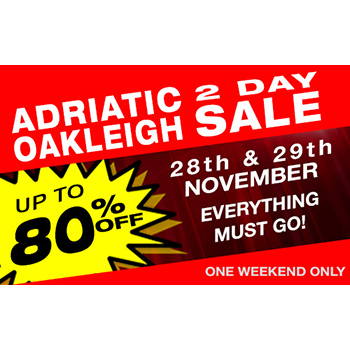 ADRIATIC 2 DAY
OAKLEIGH SALE
28th & 29th
NOVEMBER
UP TO
80% OFF
EVERYTHING
MUST GO!
ONE WEEKEND ONLY